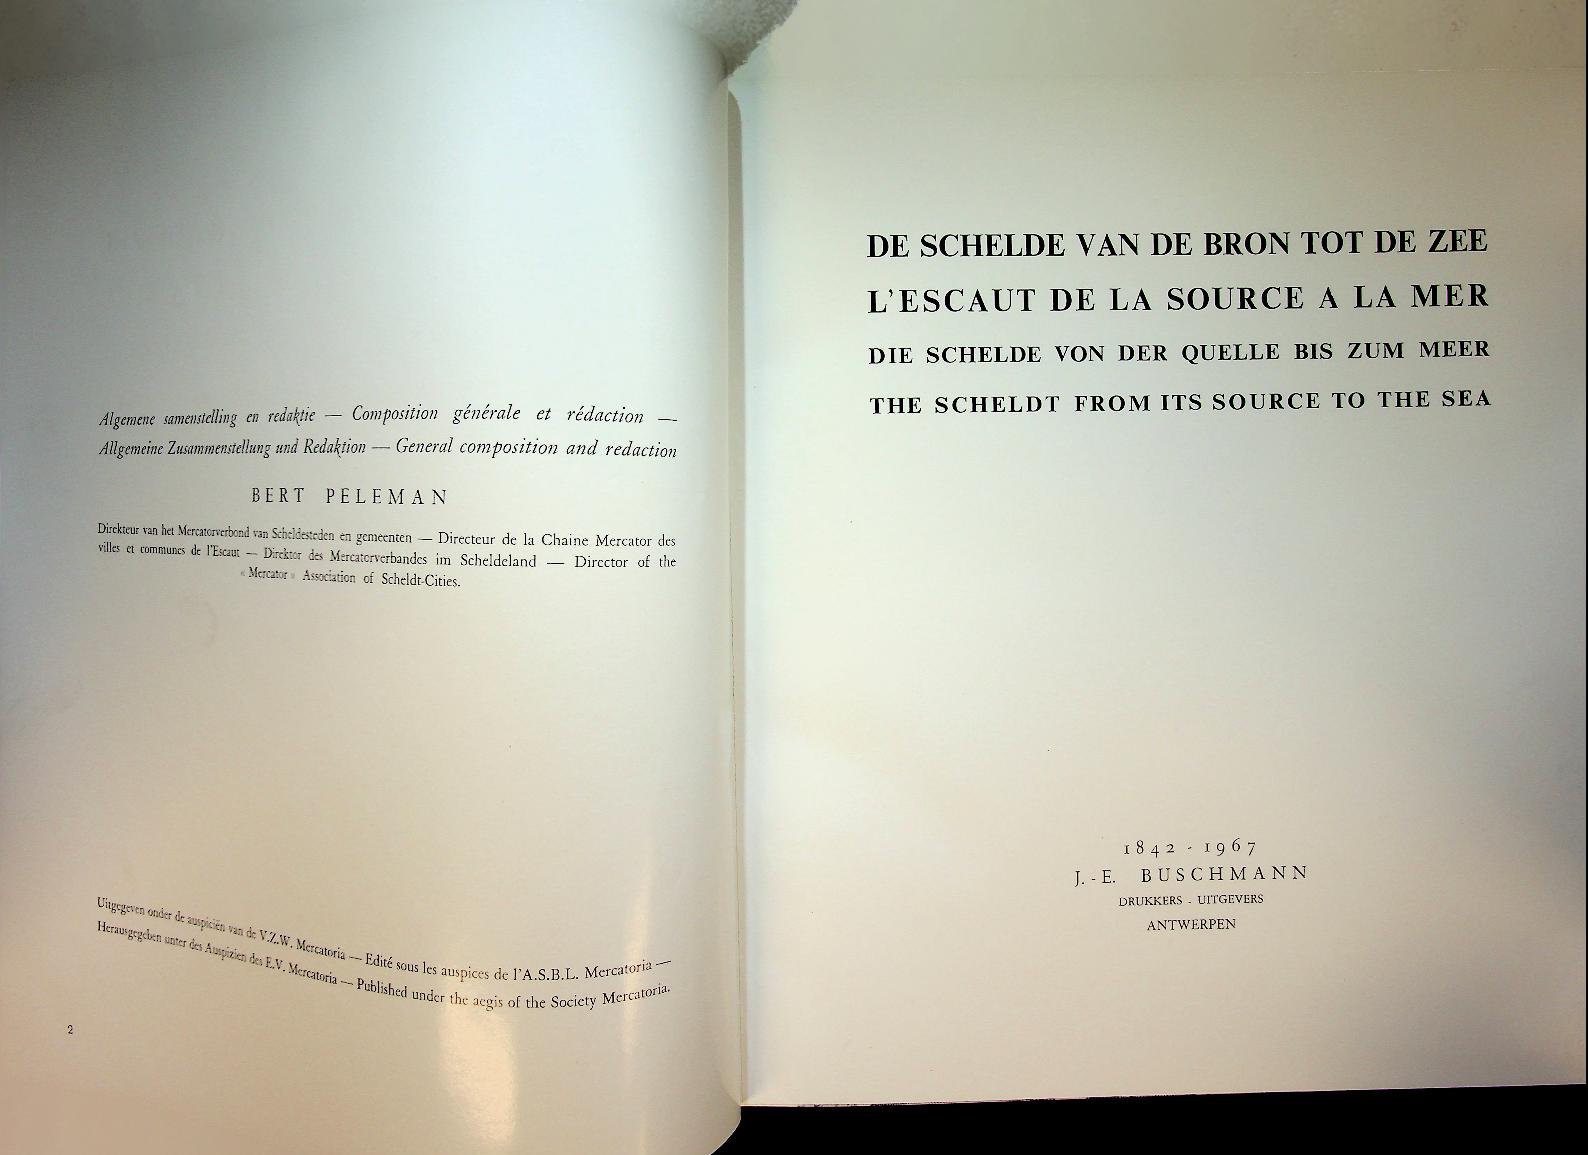 Algemene samenstelling en redaktie — Composition générale et rédaction —
Allgemeine Zusammenstellung und Redaktion — General composition and redaction
BERT PELEMAN
Direkteur van het Mercatorverbond van Scheldesteden en gemeenten — Directeur de la Chaine Mercator des
villes et communes de l'Escaut — Direktor des Mercatorverbandes im Scheldeland — Director of the
« Mercator » Association of Scheldt-Cities.
Uitgegeven onder de auspiciën van de V.Z.W. Mercatoria — Edité sous les auspices de l'A.S.B.L. Mercatoria —
Herausgegeben unter des Auspizien des E.V. Mercatoria — Published under the aegis of the Society Mercatoria.
2
DE SCHELDE VAN DE BRON TOT DE ZEE
L'ESCAUT DE LA SOURCE A LA MER
DIE SCHELDE VON DER QUELLE BIS ZUM MEER
THE SCHELDT FROM ITS SOURCE TO THE SEA
1842 - 1967
J.-E. BUSCHMANN
DRUKKERS - UITGEVERS
ANTWERPEN